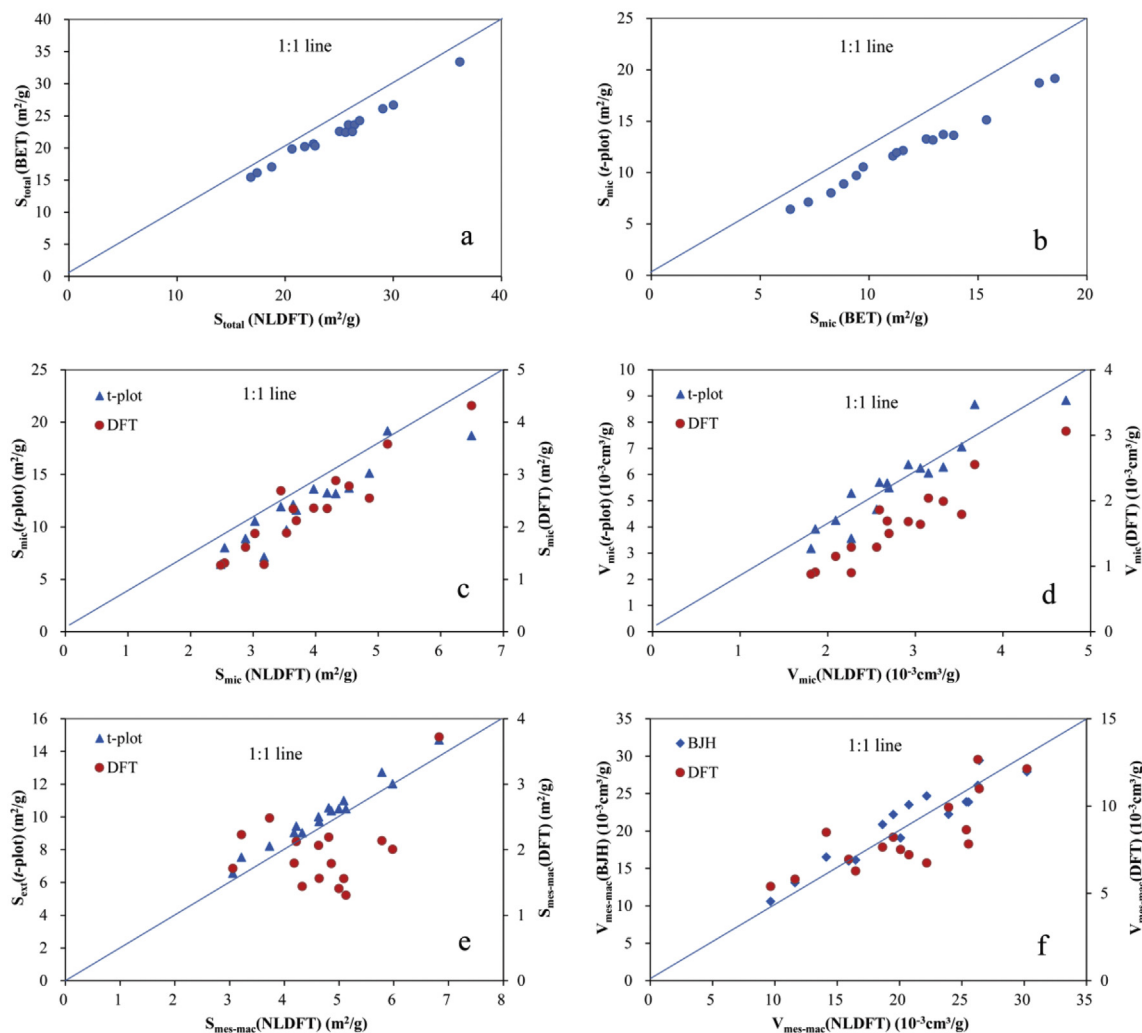 40
35
30
25
20
15
10
5
0
0 10 20 30 40
S_total (BET) (m²/g)
S_total (NLDFT) (m²/g)
1:1 line
a
25
20
15
10
5
0
0 5 10 15 20
S_mic (t-plot) (m²/g)
S_mic (BET) (m²/g)
1:1 line
b
25
20
15
10
5
0
0 1 2 3 4 5 6 7
5
4
3
2
1
0
S_mic(t-plot) (m²/g)
S_mic (NLDFT) (m²/g)
S_mic(DFT) (m²/g)
t-plot
DFT
1:1 line
c
10
9
8
7
6
5
4
3
2
1
0
0 1 2 3 4 5
4
3
2
1
0
V_mic(t-plot) (10⁻³cm³/g)
V_mic(NLDFT) (10⁻³cm³/g)
V_mic(DFT) (10⁻³cm³/g)
t-plot
DFT
1:1 line
d
16
14
12
10
8
6
4
2
0
0 1 2 3 4 5 6 7 8
4
3
2
1
0
S_ext(t-plot) (m²/g)
S_mes-mac(NLDFT) (m²/g)
S_mes-mac(DFT) (m²/g)
t-plot
DFT
1:1 line
e
35
30
25
20
15
10
5
0
0 5 10 15 20 25 30 35
15
10
5
0
V_mes-mac(BJH) (10⁻³cm³/g)
V_mes-mac(NLDFT) (10⁻³cm³/g)
V_mes-mac(DFT) (10⁻³cm³/g)
BJH
DFT
1:1 line
f